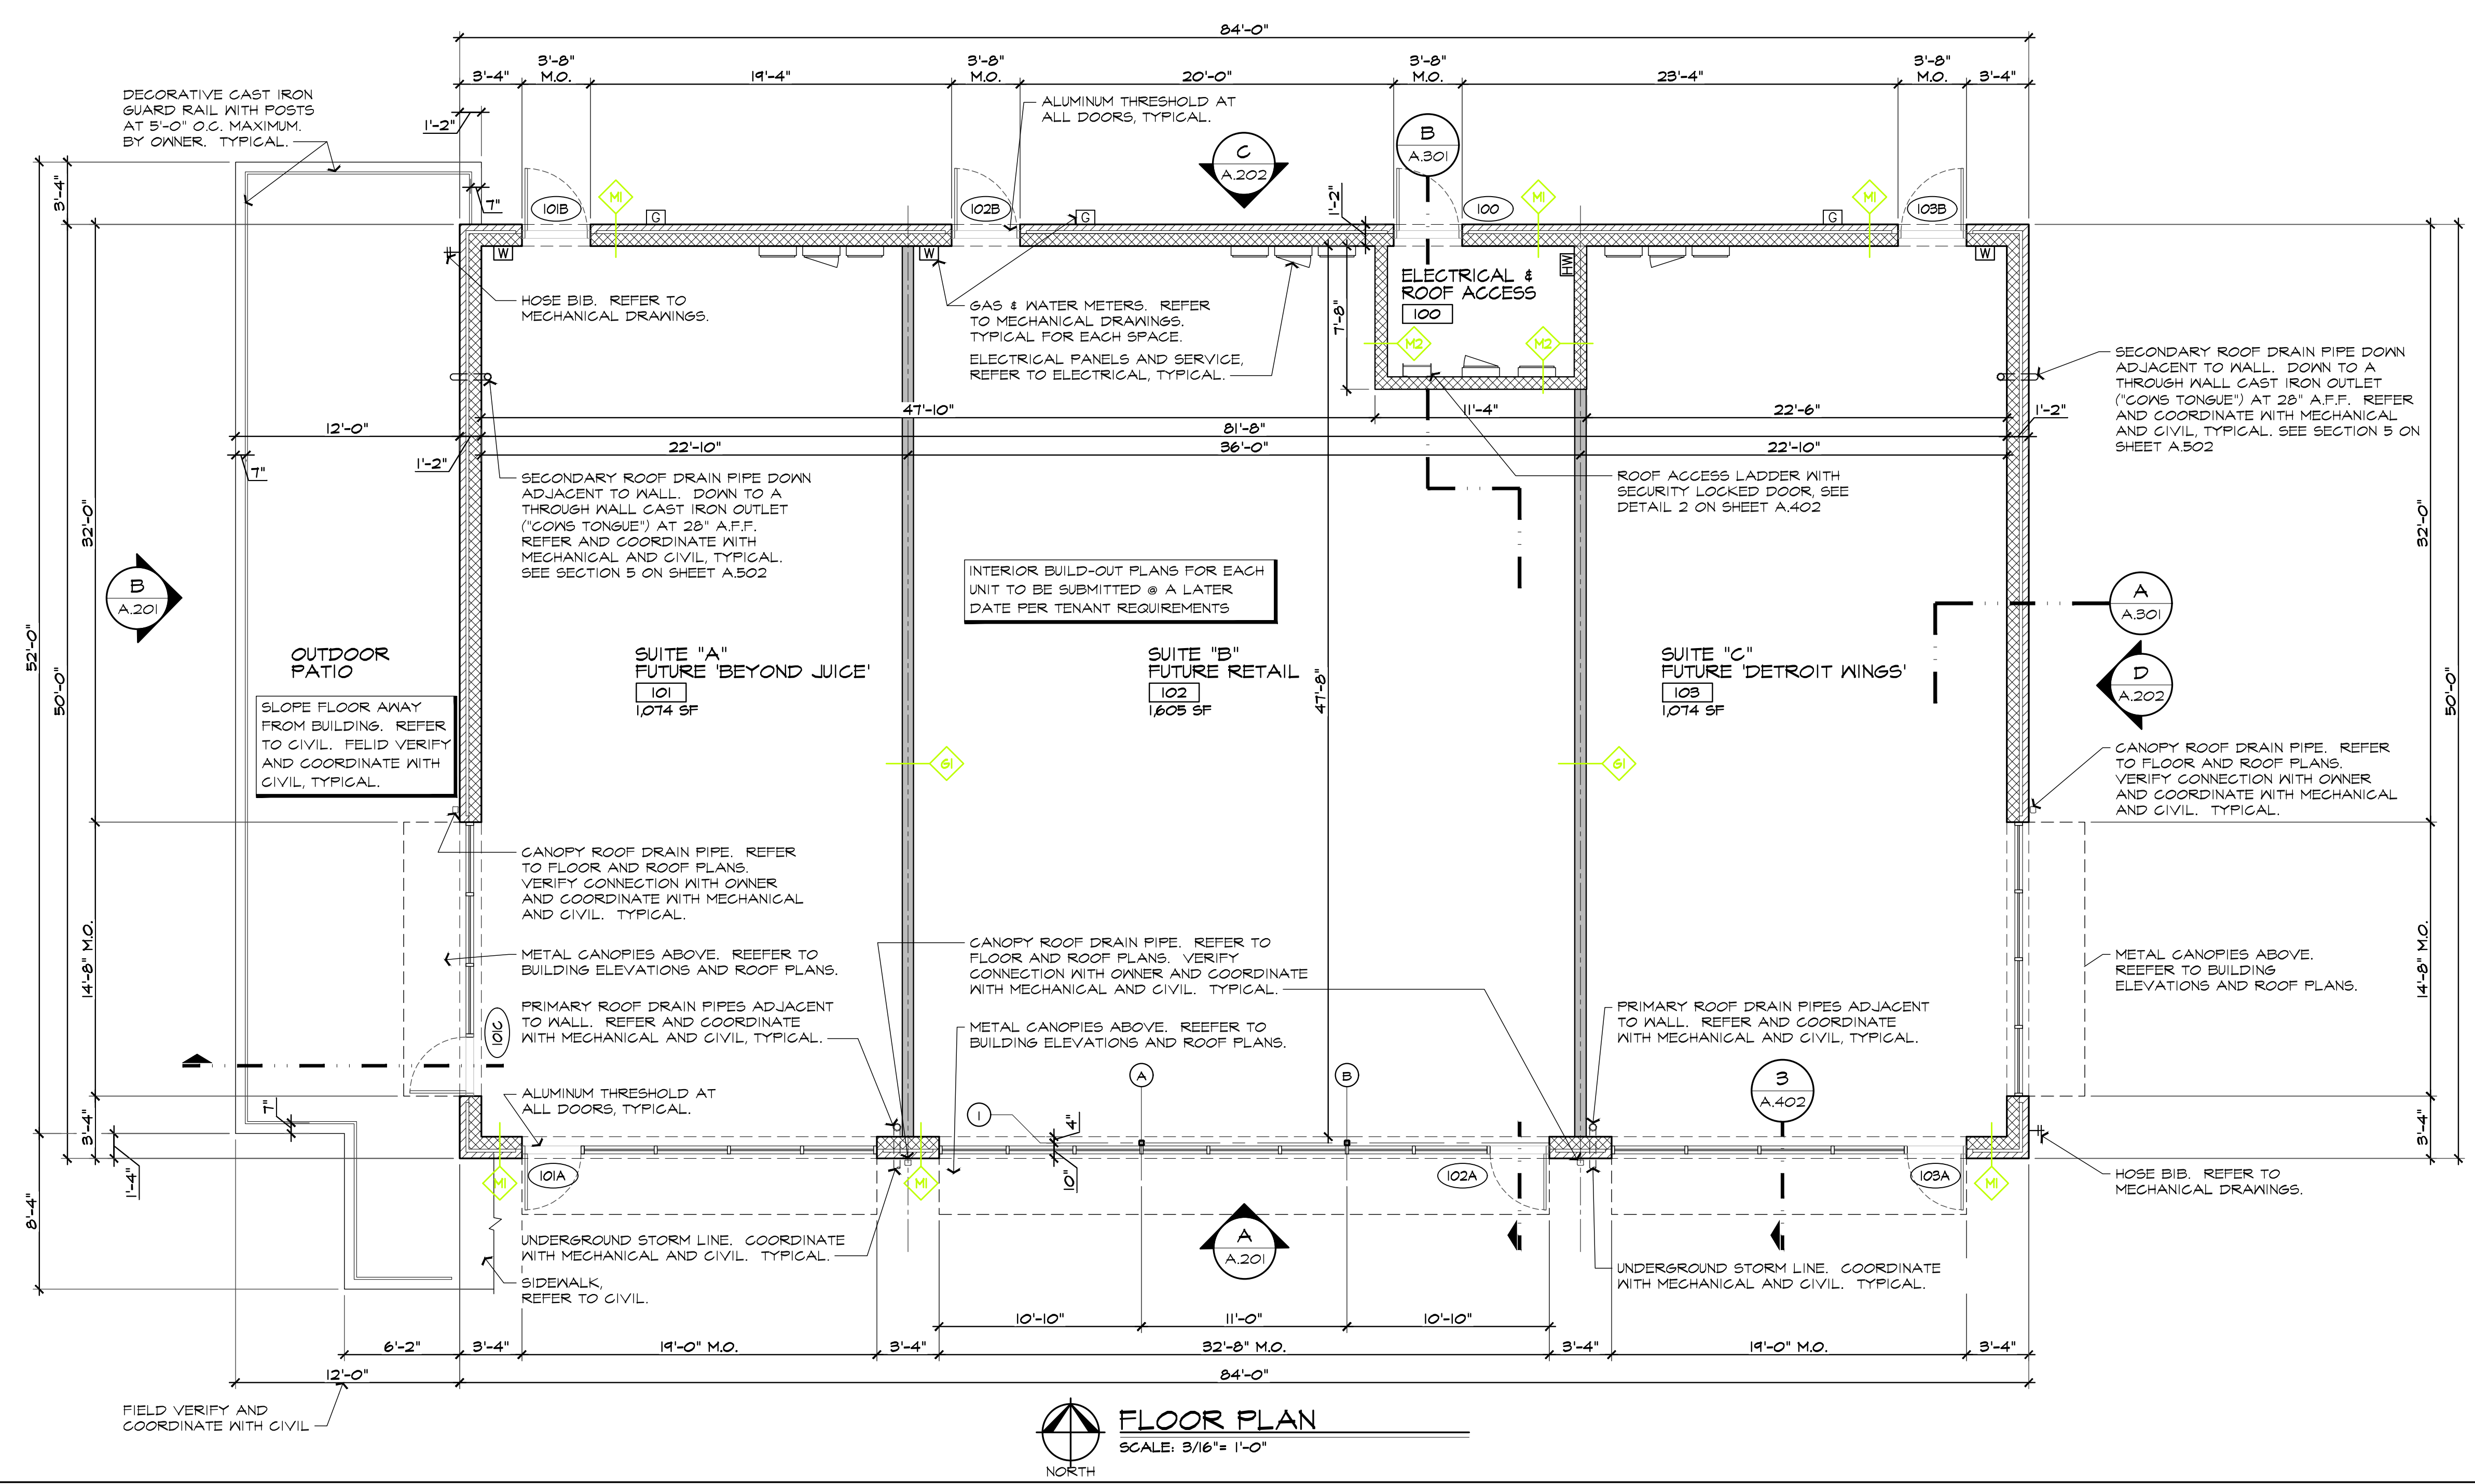 84'-0"
3'-4"
3'-8"
M.O.
19'-4"
3'-8"
M.O.
20'-0"
3'-8"
M.O.
23'-4"
3'-8"
M.O.
3'-4"
DECORATIVE CAST IRON
GUARD RAIL WITH POSTS
AT 5'-0" O.C. MAXIMUM.
BY OWNER. TYPICAL.
1'-2"
7"
ALUMINUM THRESHOLD AT
ALL DOORS, TYPICAL.
C
A.202
B
A.301
1'-2"
3'-4"
101B
M1
G
102B
G
100
M1
G
M1
103B
W
W
HW
W
HOSE BIB. REFER TO
MECHANICAL DRAWINGS.
GAS & WATER METERS. REFER
TO MECHANICAL DRAWINGS.
TYPICAL FOR EACH SPACE.
ELECTRICAL PANELS AND SERVICE,
REFER TO ELECTRICAL, TYPICAL.
7'-8"
ELECTRICAL &
ROOF ACCESS
100
M2
M2
SECONDARY ROOF DRAIN PIPE DOWN
ADJACENT TO WALL. DOWN TO A
THROUGH WALL CAST IRON OUTLET
("COWS TONGUE") AT 28" A.F.F. REFER
AND COORDINATE WITH MECHANICAL
AND CIVIL, TYPICAL. SEE SECTION 5 ON
SHEET A.502
47'-10"
11'-4"
22'-6"
1'-2"
12'-0"
81'-8"
1'-2"
22'-10"
36'-0"
22'-10"
7"
SECONDARY ROOF DRAIN PIPE DOWN
ADJACENT TO WALL. DOWN TO A
THROUGH WALL CAST IRON OUTLET
("COWS TONGUE") AT 28" A.F.F.
REFER AND COORDINATE WITH
MECHANICAL AND CIVIL, TYPICAL.
SEE SECTION 5 ON SHEET A.502
ROOF ACCESS LADDER WITH
SECURITY LOCKED DOOR, SEE
DETAIL 2 ON SHEET A.402
32'-0"
32'-0"
B
A.201
INTERIOR BUILD-OUT PLANS FOR EACH
UNIT TO BE SUBMITTED @ A LATER
DATE PER TENANT REQUIREMENTS
A
A.301
52'-0"
50'-0"
50'-0"
OUTDOOR
PATIO
SUITE "A"
FUTURE 'BEYOND JUICE'
101
1,074 SF
SUITE "B"
FUTURE RETAIL
102
1,605 SF
47'-8"
SUITE "C"
FUTURE 'DETROIT WINGS'
103
1,074 SF
D
A.202
SLOPE FLOOR AWAY
FROM BUILDING. REFER
TO CIVIL. FELID VERIFY
AND COORDINATE WITH
CIVIL, TYPICAL.
G1
G1
CANOPY ROOF DRAIN PIPE. REFER
TO FLOOR AND ROOF PLANS.
VERIFY CONNECTION WITH OWNER
AND COORDINATE WITH MECHANICAL
AND CIVIL. TYPICAL.
CANOPY ROOF DRAIN PIPE. REFER
TO FLOOR AND ROOF PLANS.
VERIFY CONNECTION WITH OWNER
AND COORDINATE WITH MECHANICAL
AND CIVIL. TYPICAL.
14'-8" M.O.
14'-8" M.O.
METAL CANOPIES ABOVE. REEFER TO
BUILDING ELEVATIONS AND ROOF PLANS.
CANOPY ROOF DRAIN PIPE. REFER TO
FLOOR AND ROOF PLANS. VERIFY
CONNECTION WITH OWNER AND COORDINATE
WITH MECHANICAL AND CIVIL. TYPICAL.
METAL CANOPIES ABOVE.
REEFER TO BUILDING
ELEVATIONS AND ROOF PLANS.
101C
PRIMARY ROOF DRAIN PIPES ADJACENT
TO WALL. REFER AND COORDINATE
WITH MECHANICAL AND CIVIL, TYPICAL.
METAL CANOPIES ABOVE. REEFER TO
BUILDING ELEVATIONS AND ROOF PLANS.
PRIMARY ROOF DRAIN PIPES ADJACENT
TO WALL. REFER AND COORDINATE
WITH MECHANICAL AND CIVIL, TYPICAL.
ALUMINUM THRESHOLD AT
ALL DOORS, TYPICAL.
A
B
3
A.402
1
4"
10"
7"
3'-4"
3'-4"
1'-4"
8'-4"
M1
101A
M1
102A
103A
M1
HOSE BIB. REFER TO
MECHANICAL DRAWINGS.
A
A.201
UNDERGROUND STORM LINE. COORDINATE
WITH MECHANICAL AND CIVIL. TYPICAL.
SIDEWALK,
REFER TO CIVIL.
UNDERGROUND STORM LINE. COORDINATE
WITH MECHANICAL AND CIVIL. TYPICAL.
10'-10"
11'-0"
10'-10"
6'-2"
3'-4"
19'-0" M.O.
3'-4"
32'-8" M.O.
3'-4"
19'-0" M.O.
3'-4"
12'-0"
84'-0"
FIELD VERIFY AND
COORDINATE WITH CIVIL
FLOOR PLAN
SCALE: 3/16"= 1'-0"
NORTH